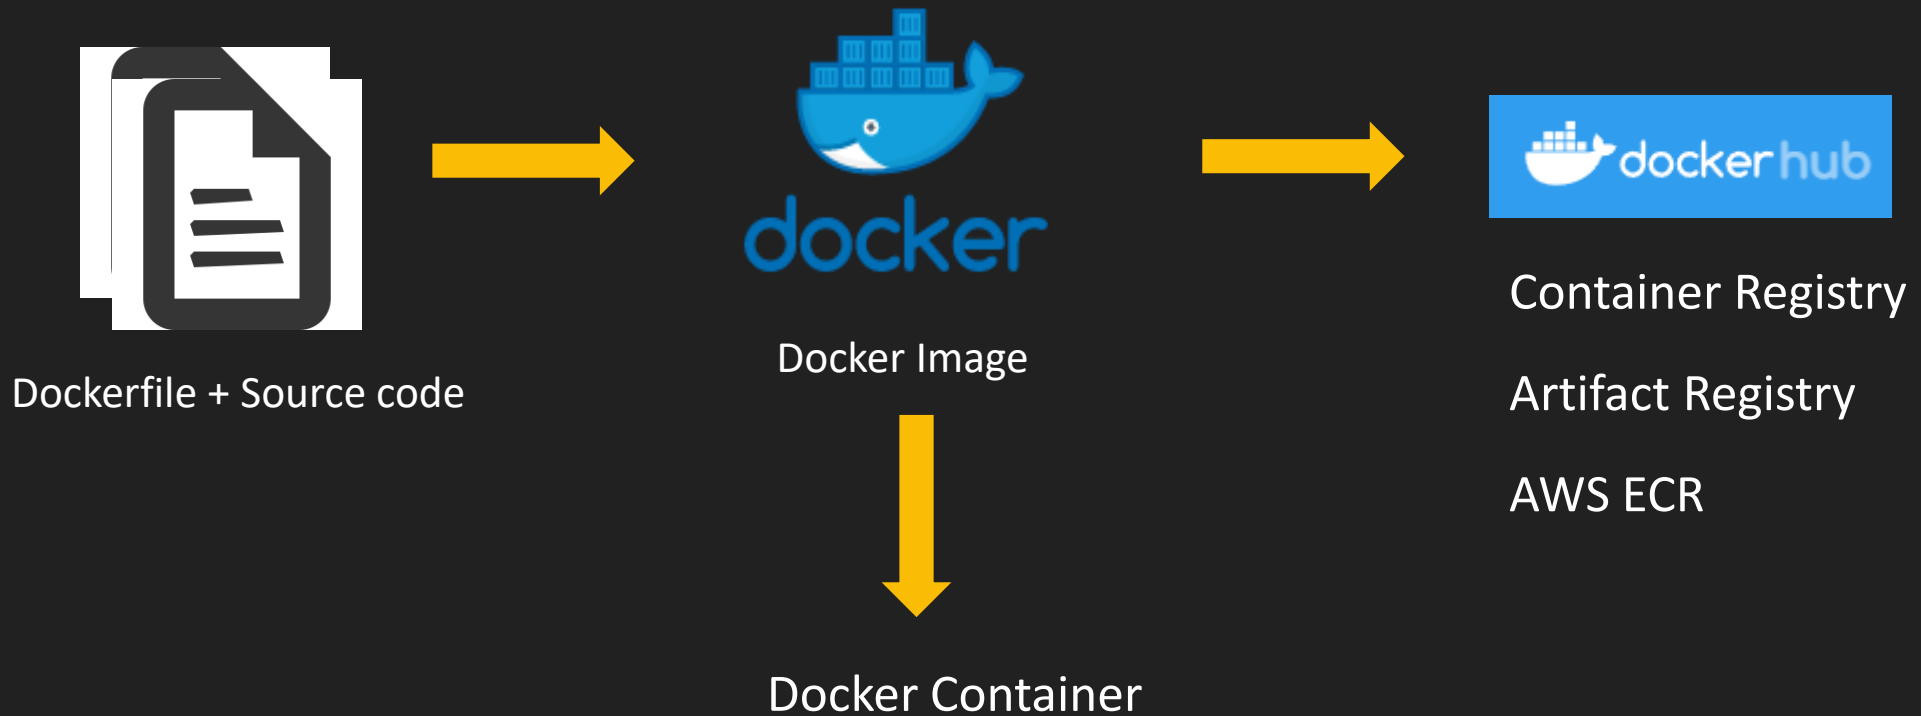 Dockerfile + Source code
docker
Docker Image
Docker Container
dockerhub
Container Registry
Artifact Registry
AWS ECR